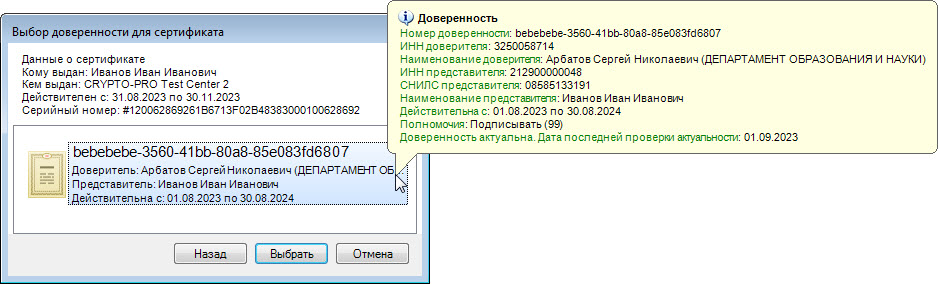 Выбор доверенности для сертификата
Данные о сертификате
Кому выдан: Иванов Иван Иванович
Кем выдан: CRYPTO-PRO Test Center 2
Действителен с: 31.08.2023 по 30.11.2023
Серийный номер: #120062869261B6713F02B48383000100628692
bebebebe-3560-41bb-80a8-85e083fd6807
Доверитель: Арбатов Сергей Николаевич (ДЕПАРТАМЕНТ ОБ...
Представитель: Иванов Иван Иванович
Действительна с: 01.08.2023 по 30.08.2024
Назад
Выбрать
Отмена
Доверенность
Номер доверенности: bebebebe-3560-41bb-80a8-85e083fd6807
ИНН доверителя: 3250058714
Наименование доверителя: Арбатов Сергей Николаевич (ДЕПАРТАМЕНТ ОБРАЗОВАНИЯ И НАУКИ)
ИНН представителя: 212900000048
СНИЛС представителя: 08585133191
Наименование представителя: Иванов Иван Иванович
Действительна с: 01.08.2023 по 30.08.2024
Полномочия: Подписывать (99)
Доверенность актуальна. Дата последней проверки актуальности: 01.09.2023